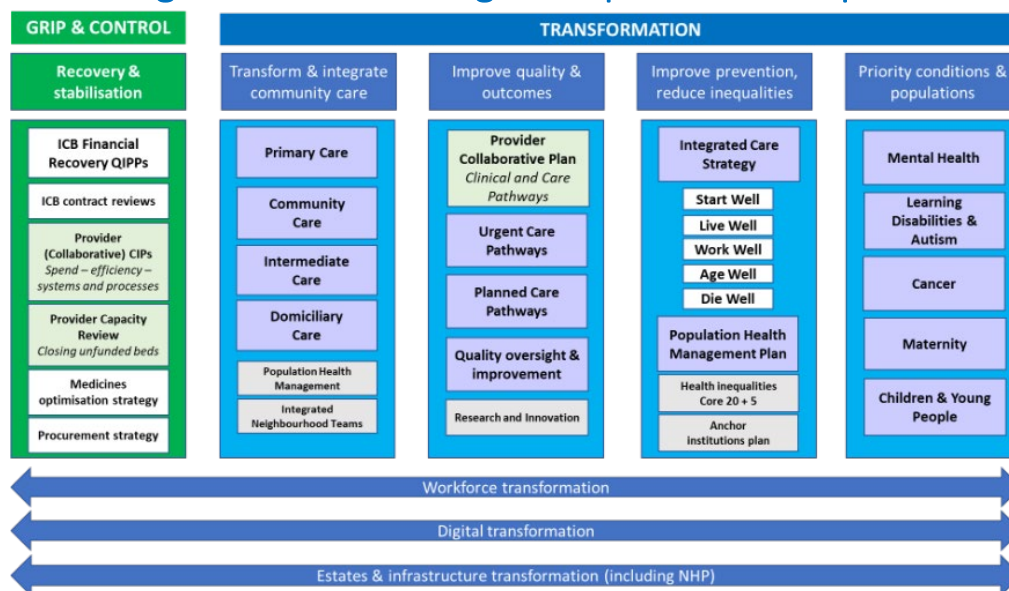 GRIP & CONTROL
TRANSFORMATION
Recovery &
stabilisation
Transform & integrate
community care
Improve quality &
outcomes
Improve prevention,
reduce inequalities
Priority conditions &
populations
ICB Financial
Recovery QIPPs
ICB contract reviews
Provider
(Collaborative) CIPs
Spend – efficiency –
systems and processes
Provider Capacity
Review
Closing unfunded beds
Medicines
optimisation strategy
Procurement strategy
Primary Care
Community
Care
Intermediate
Care
Domiciliary
Care
Population Health
Management
Integrated
Neighbourhood Teams
Provider
Collaborative Plan
Clinical and Care
Pathways
Urgent Care
Pathways
Planned Care
Pathways
Quality oversight &
improvement
Research and Innovation
Integrated Care
Strategy
Start Well
Live Well
Work Well
Age Well
Die Well
Population Health
Management Plan
Health inequalities
Core 20 + 5
Anchor
institutions plan
Mental Health
Learning
Disabilities &
Autism
Cancer
Maternity
Children & Young
People
Workforce transformation
Digital transformation
Estates & infrastructure transformation (including NHP)